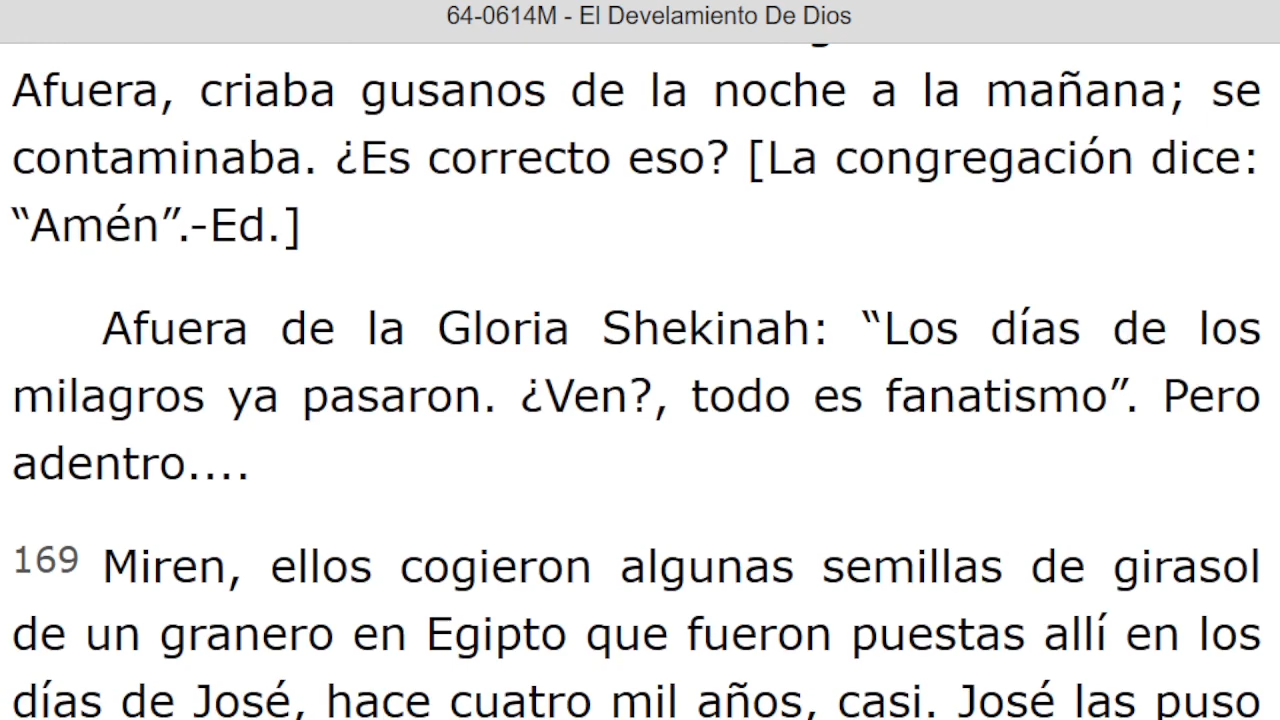 64-0614M - El Develamiento De Dios
Afuera, criaba gusanos de la noche a la mañana; se
contaminaba. ¿Es correcto eso? [La congregación dice:
“Amén”.-Ed.]
Afuera de la Gloria Shekinah: “Los días de los
milagros ya pasaron. ¿Ven?, todo es fanatismo”. Pero
adentro....
169 Miren, ellos cogieron algunas semillas de girasol
de un granero en Egipto que fueron puestas allí en los
días de José, hace cuatro mil años, casi. José las puso